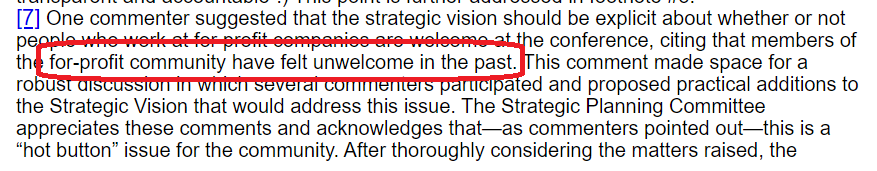 transparent and accountable".) This point is further addressed in footnote #8.
[7] One commenter suggested that the strategic vision should be explicit about whether or not
people who work at for-profit companies are welcome at the conference, citing that members of
the for-profit community have felt unwelcome in the past. This comment made space for a
robust discussion in which several commenters participated and proposed practical additions to
the Strategic Vision that would address this issue. The Strategic Planning Committee
appreciates these comments and acknowledges that—as commenters pointed out—this is a
“hot button” issue for the community. After thoroughly considering the matters raised, the